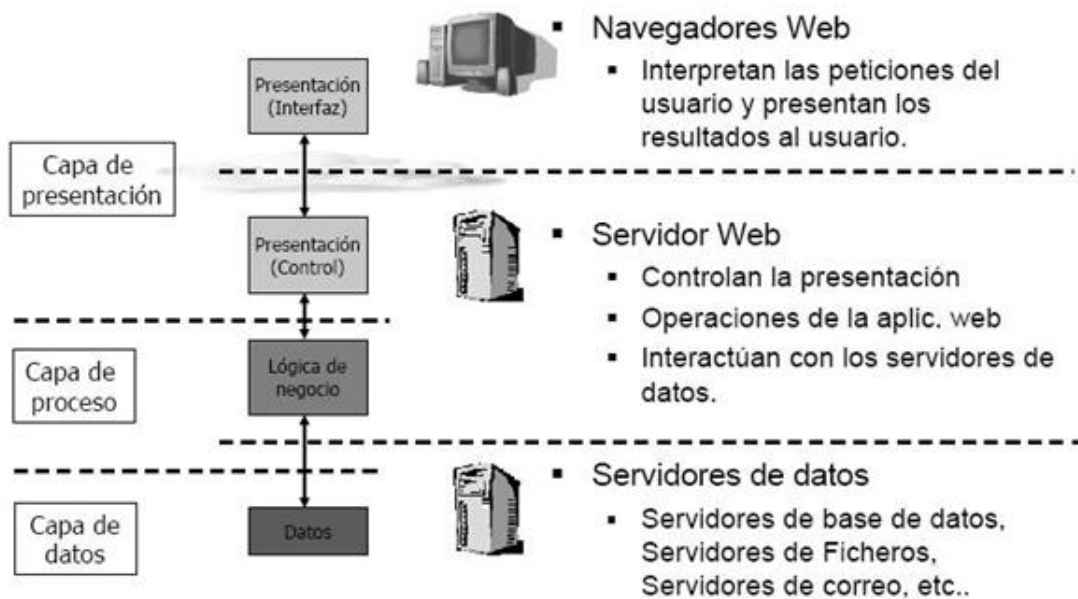 Navegadores Web
Presentación
(Interfaz)
Interpretan las peticiones del
usuario y presentan los
resultados al usuario.
Capa de
presentación
Presentación
(Control)
Servidor Web
Controlan la presentación
Operaciones de la aplic. web
Interactúan con los servidores de
datos.
Capa de
proceso
Lógica de
negocio
Servidores de datos
Capa de
datos
Datos
Servidores de base de datos,
Servidores de Ficheros,
Servidores de correo, etc..